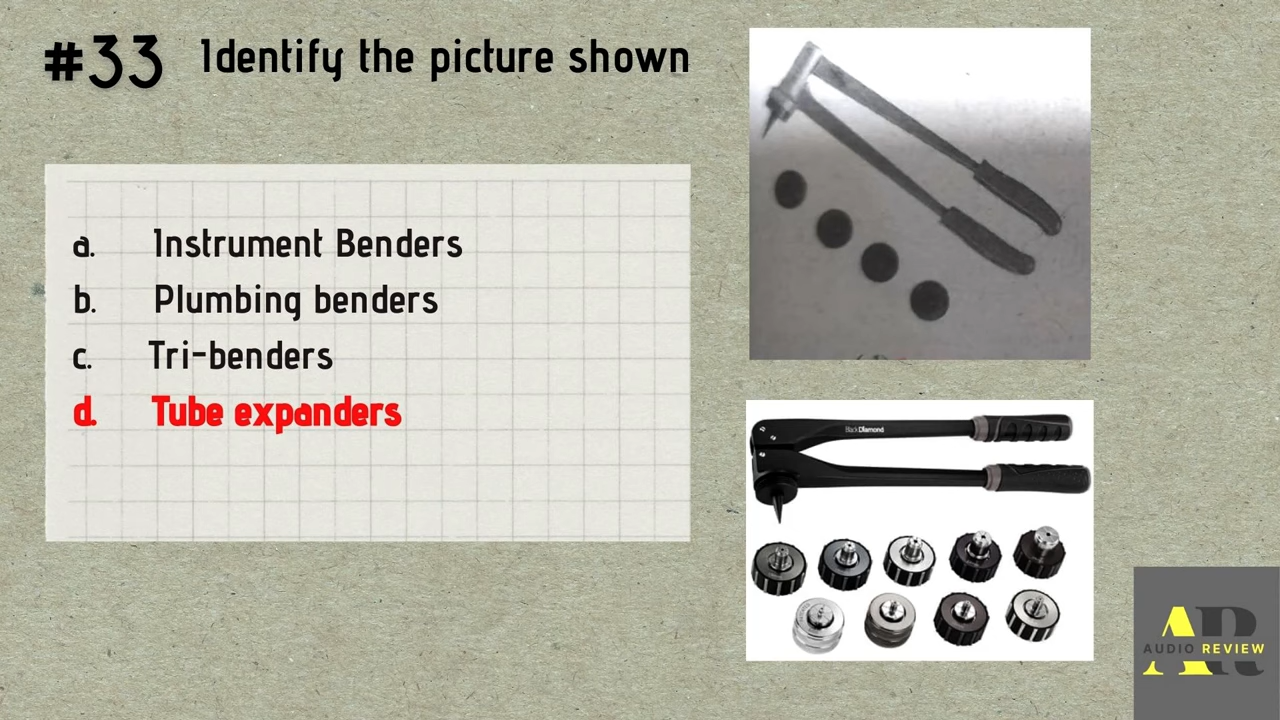 #33 Identify the picture shown
a. Instrument Benders
b. Plumbing benders
c. Tri-benders
d. Tube expanders
BlackDiamond
AR
AUDIO REVIEW